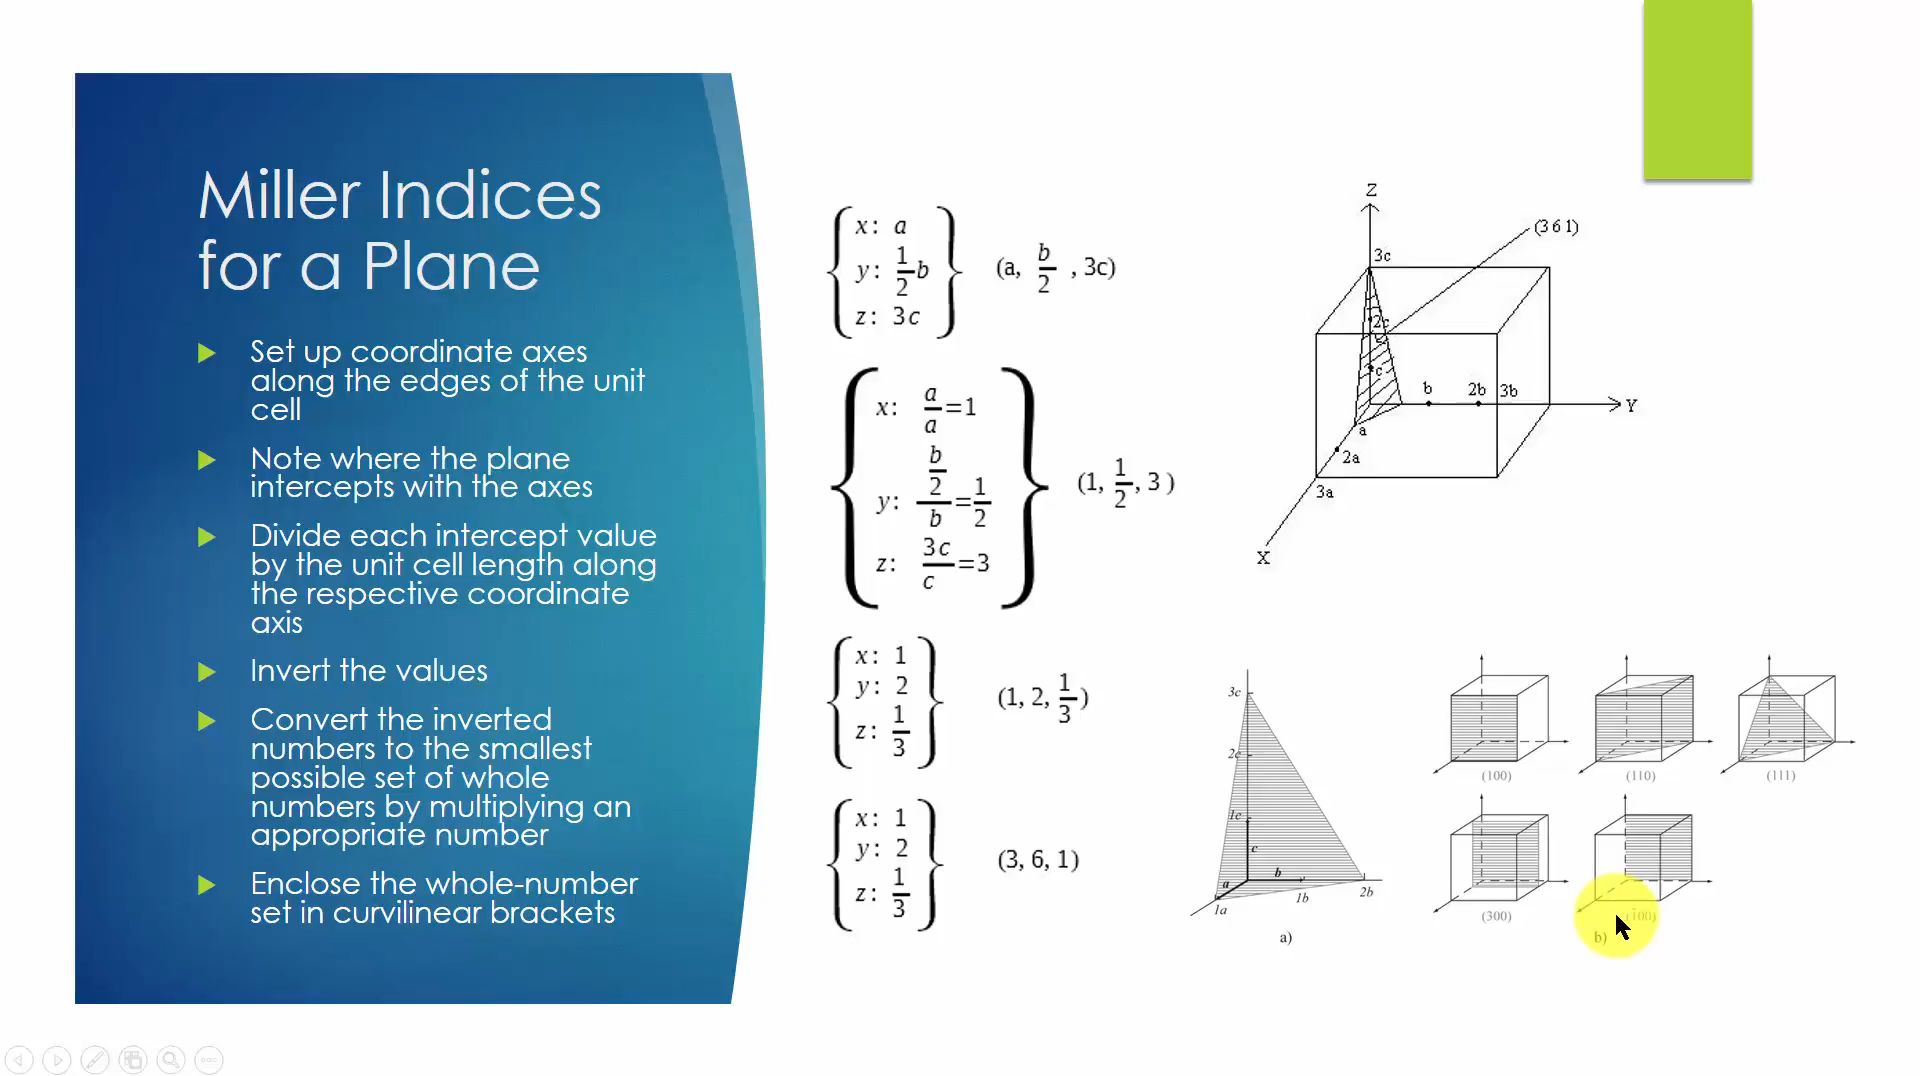 Miller Indices
for a Plane
Set up coordinate axes
along the edges of the unit
cell
Note where the plane
intercepts with the axes
Divide each intercept value
by the unit cell length along
the respective coordinate
axis
Invert the values
Convert the inverted
numbers to the smallest
possible set of whole
numbers by multiplying an
appropriate number
Enclose the whole-number
set in curvilinear brackets
x: a
y: 1/2 b
z: 3c
(a, b/2 , 3c)
x: a/a=1
y: b/2/b=1/2
z: 3c/c=3
(1, 1/2, 3 )
x: 1
y: 2
z: 1/3
(1, 2, 1/3 )
x: 1
y: 2
z: 1/3
(3, 6, 1)
Z
(3 6 1)
3c
2c
c
b 2b 3b
Y
a
2a
3a
X
3c
2c
1c
c
a b
1a 1b 2b
a)
(100) (110) (111)
(300) (1̄00)
b)